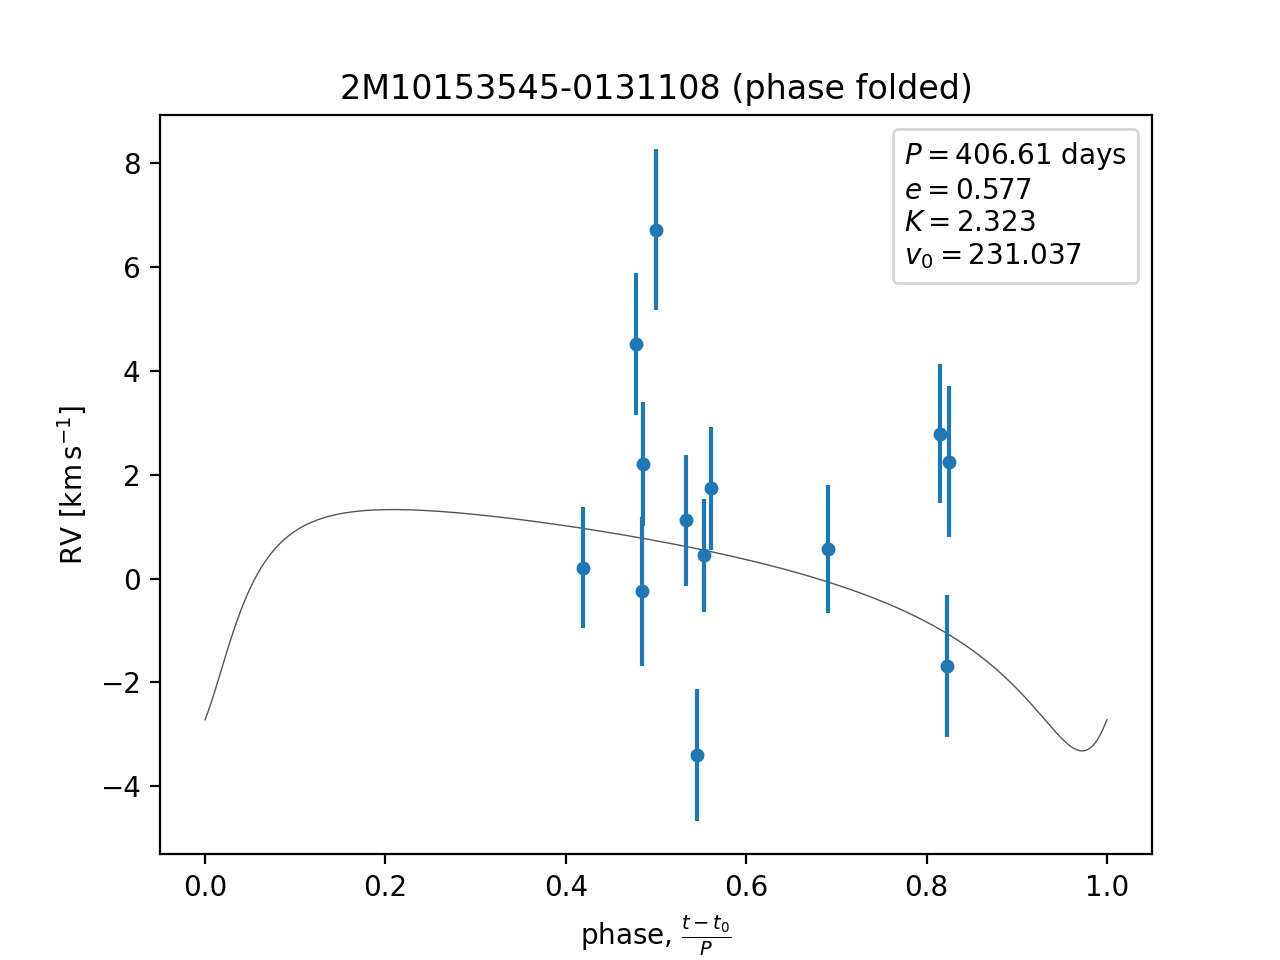 2M10153545-0131108 (phase folded)
P = 406.61 days
e = 0.577
K = 2.323
v₀ = 231.037
RV [km s⁻¹]
8
6
4
2
0
−2
−4
0.0 0.2 0.4 0.6 0.8 1.0
phase, (t − t₀)/P